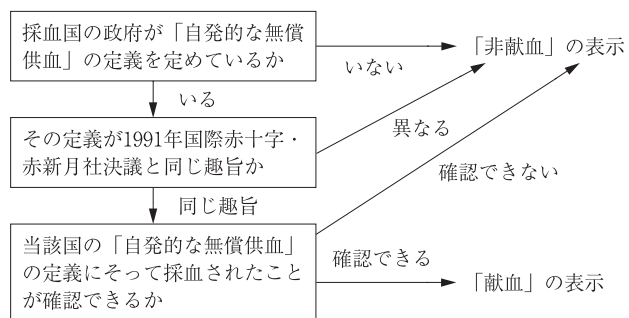 採血国の政府が「自発的な無償
供血」の定義を定めているか
いない
「非献血」の表示
いる
その定義が1991年国際赤十字・
赤新月社決議と同じ趣旨か
異なる
確認できない
同じ趣旨
当該国の「自発的な無償供血」
の定義にそって採血されたこと
が確認できるか
確認できる
「献血」の表示